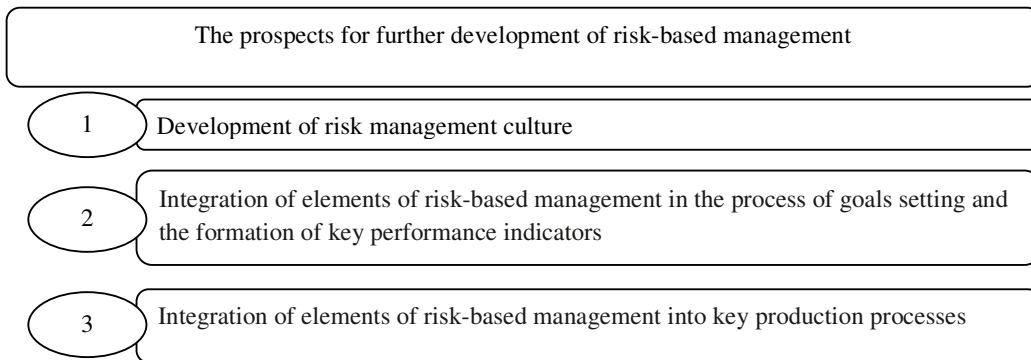 The prospects for further development of risk-based management
1
Development of risk management culture
2
Integration of elements of risk-based management in the process of goals setting and
the formation of key performance indicators
3
Integration of elements of risk-based management into key production processes